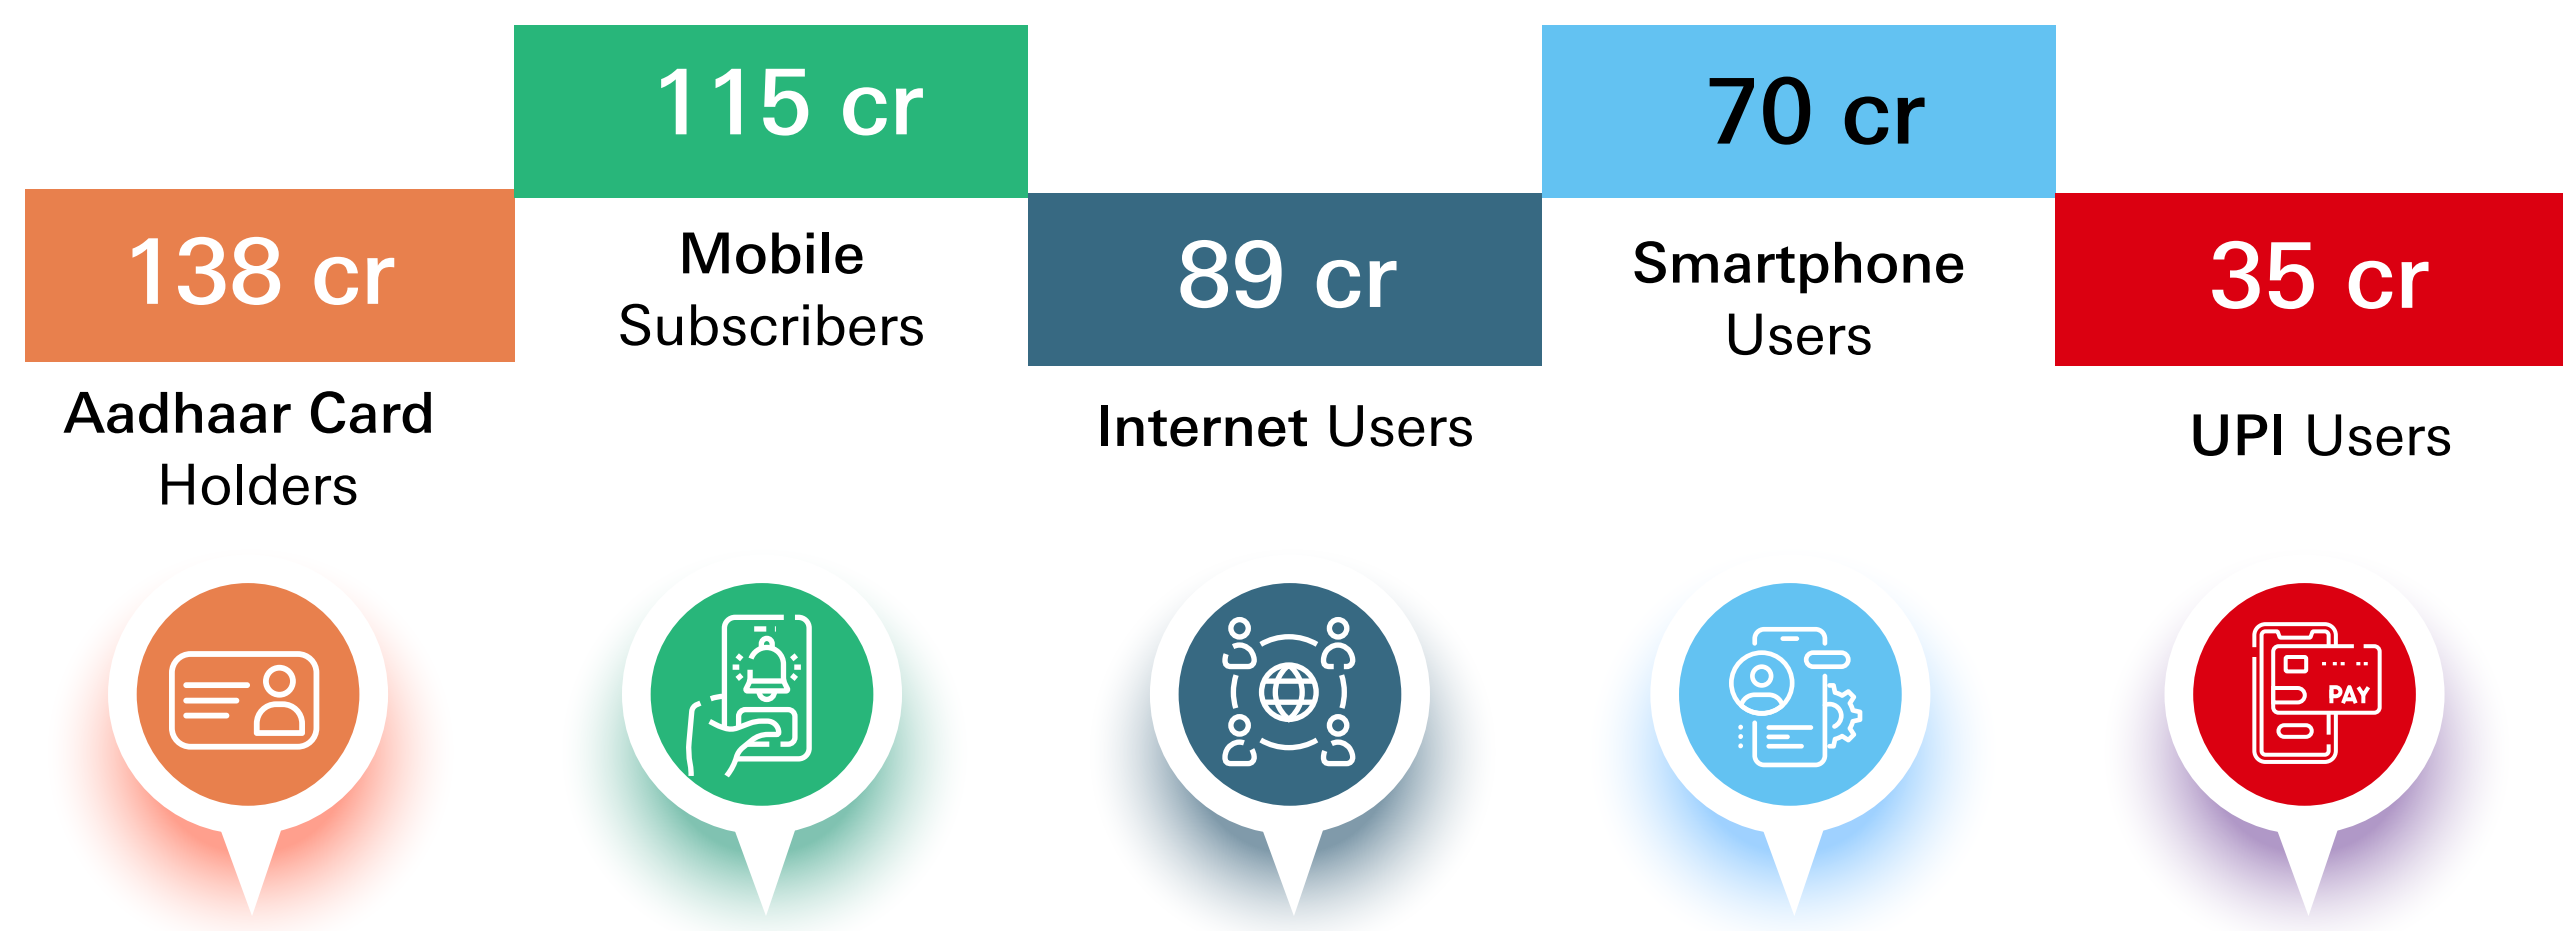 138 cr
Aadhaar Card
Holders
115 cr
Mobile
Subscribers
89 cr
Internet Users
70 cr
Smartphone
Users
35 cr
UPI Users
PAY